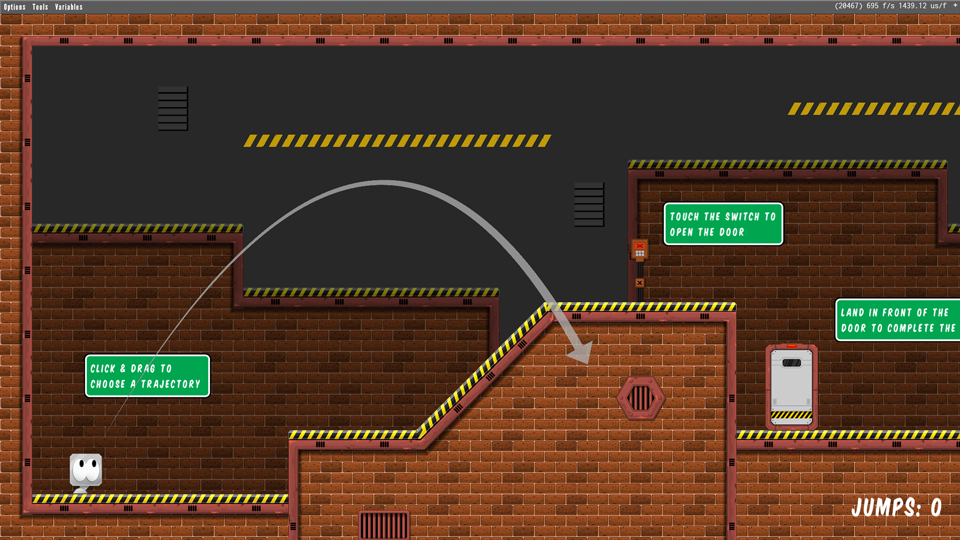 Options Tools Variables
(20467) 695 f/s 1439.12 us/f +
TOUCH THE SWITCH TO
OPEN THE DOOR
LAND IN FRONT OF THE
DOOR TO COMPLETE THE
CLICK & DRAG TO
CHOOSE A TRAJECTORY
JUMPS: 0